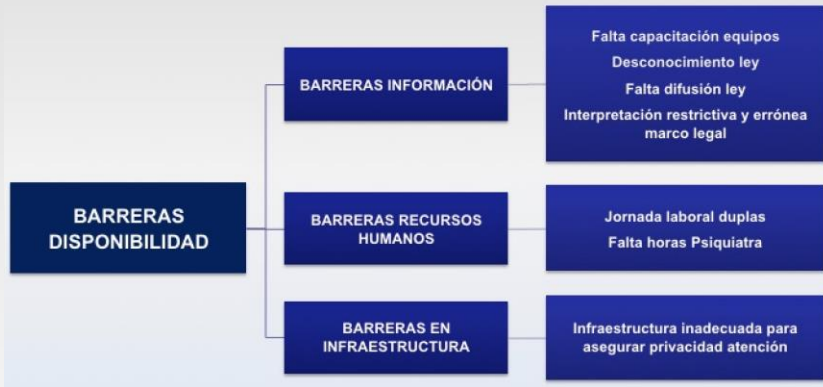 BARRERAS
DISPONIBILIDAD
BARRERAS INFORMACIÓN
Falta capacitación equipos
Desconocimiento ley
Falta difusión ley
Interpretación restrictiva y errónea
marco legal
BARRERAS RECURSOS
HUMANOS
Jornada laboral duplas
Falta horas Psiquiatra
BARRERAS EN
INFRAESTRUCTURA
Infraestructura inadecuada para
asegurar privacidad atención